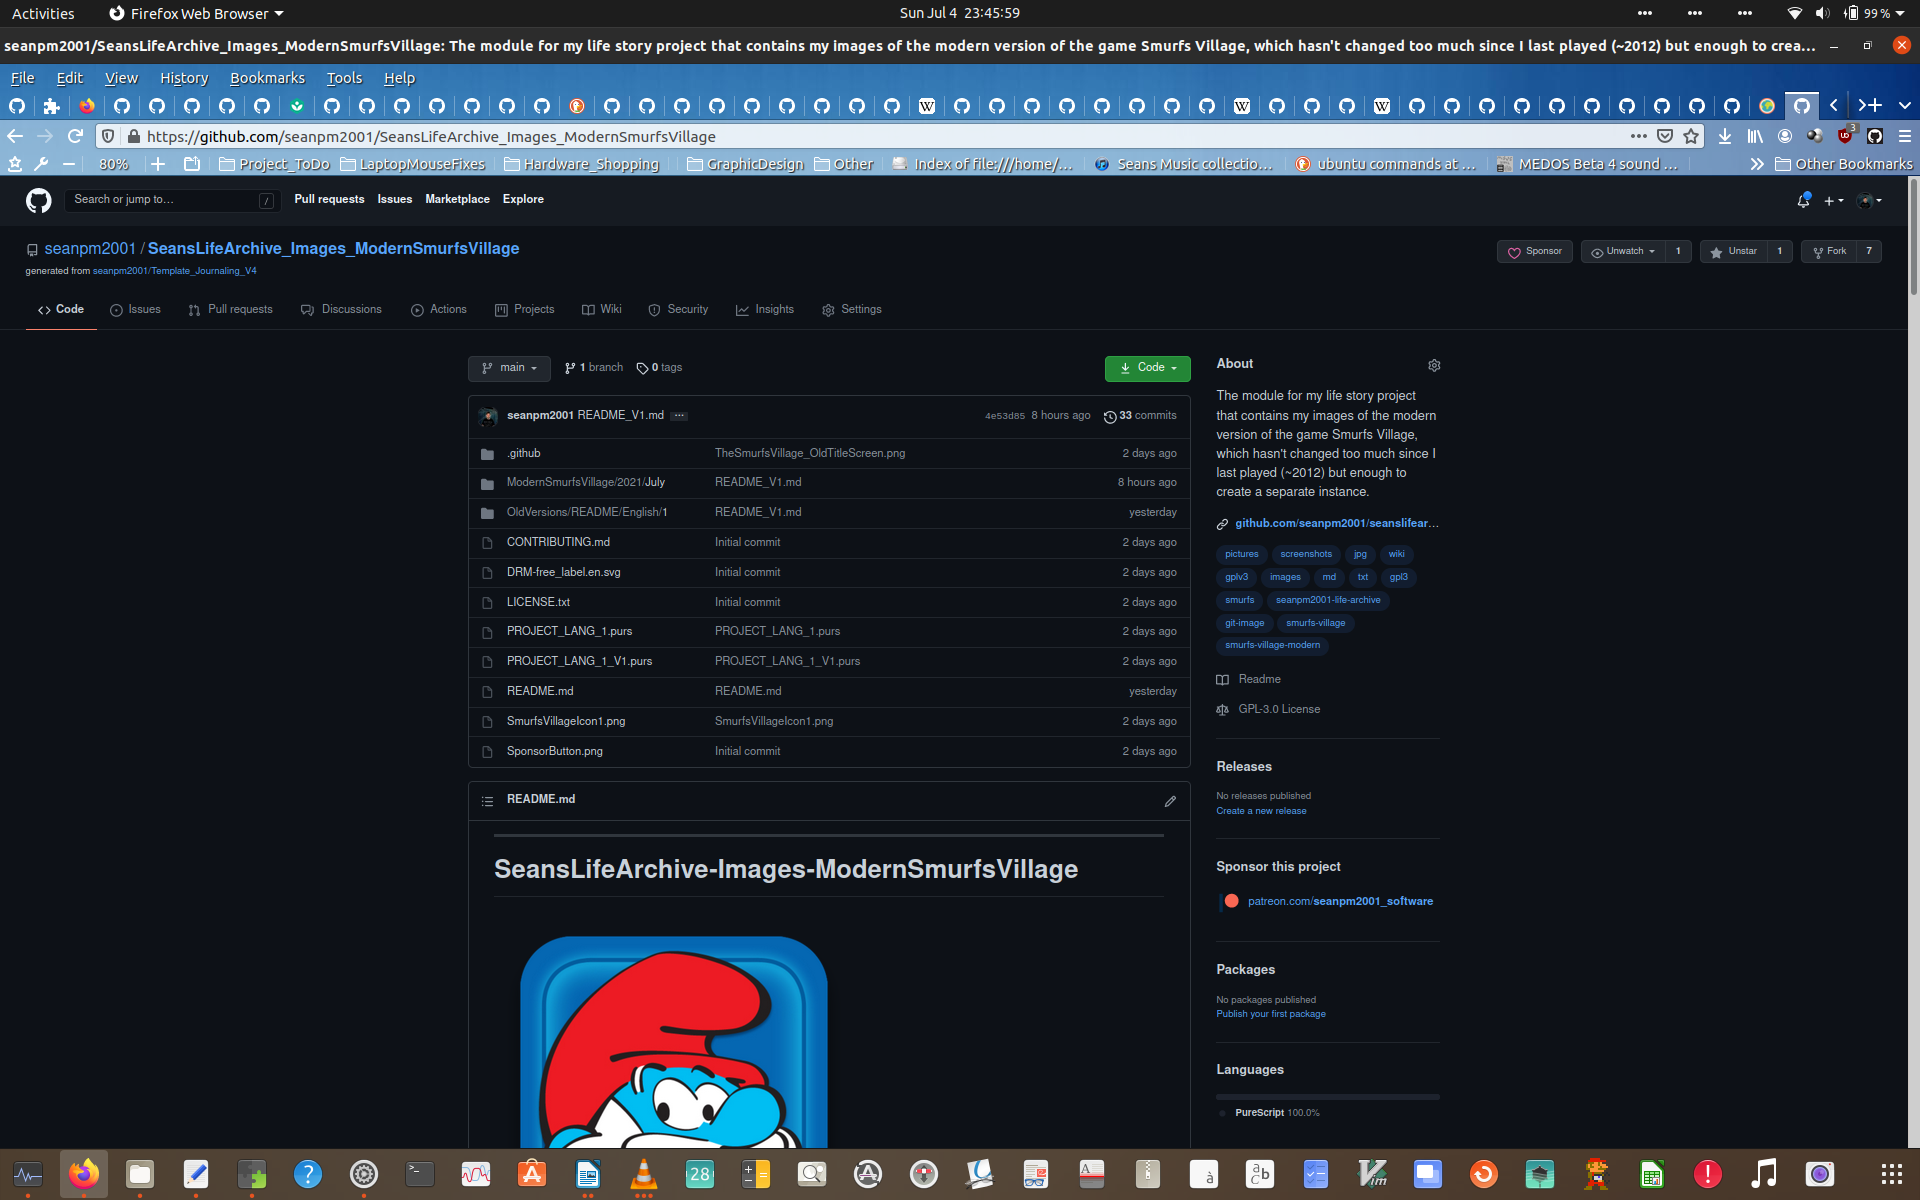 Activities Firefox Web Browser Sun Jul 4 23:45:59 99 %
seanpm2001/SeansLifeArchive_Images_ModernSmurfsVillage: The module for my life story project that contains my images of the modern version of the game Smurfs Village, which hasn't changed too much since I last played (~2012) but enough to crea...
File Edit View History Bookmarks Tools Help
https://github.com/seanpm2001/SeansLifeArchive_Images_ModernSmurfsVillage 3
80% Project_ToDo LaptopMouseFixes Hardware_Shopping GraphicDesign Other Index of file:///home/... Seans Music collectio... ubuntu commands at ... MEDOS Beta 4 sound ... Other Bookmarks
Search or jump to... / Pull requests Issues Marketplace Explore
seanpm2001 / SeansLifeArchive_Images_ModernSmurfsVillage
generated from seanpm2001/Template_Journaling_V4
Sponsor Unwatch 1 Unstar 1 Fork 7
Code Issues Pull requests Discussions Actions Projects Wiki Security Insights Settings
main 1 branch 0 tags Code
seanpm2001 README_V1.md ... 4e53d85 8 hours ago 33 commits
.github TheSmurfsVillage_OldTitleScreen.png 2 days ago
ModernSmurfsVillage/2021/July README_V1.md 8 hours ago
OldVersions/README/English/1 README_V1.md yesterday
CONTRIBUTING.md Initial commit 2 days ago
DRM-free_label.en.svg Initial commit 2 days ago
LICENSE.txt Initial commit 2 days ago
PROJECT_LANG_1.purs PROJECT_LANG_1.purs 2 days ago
PROJECT_LANG_1_V1.purs PROJECT_LANG_1_V1.purs 2 days ago
README.md README.md yesterday
SmurfsVillageIcon1.png SmurfsVillageIcon1.png 2 days ago
SponsorButton.png Initial commit 2 days ago
README.md
SeansLifeArchive-Images-ModernSmurfsVillage
About
The module for my life story project
that contains my images of the modern
version of the game Smurfs Village,
which hasn't changed too much since I
last played (~2012) but enough to
create a separate instance.
github.com/seanpm2001/seanslifear...
pictures screenshots jpg wiki
gplv3 images md txt gpl3
smurfs seanpm2001-life-archive
git-image smurfs-village
smurfs-village-modern
Readme
GPL-3.0 License
Releases
No releases published
Create a new release
Sponsor this project
patreon.com/seanpm2001_software
Packages
No packages published
Publish your first package
Languages
PureScript 100.0%
28